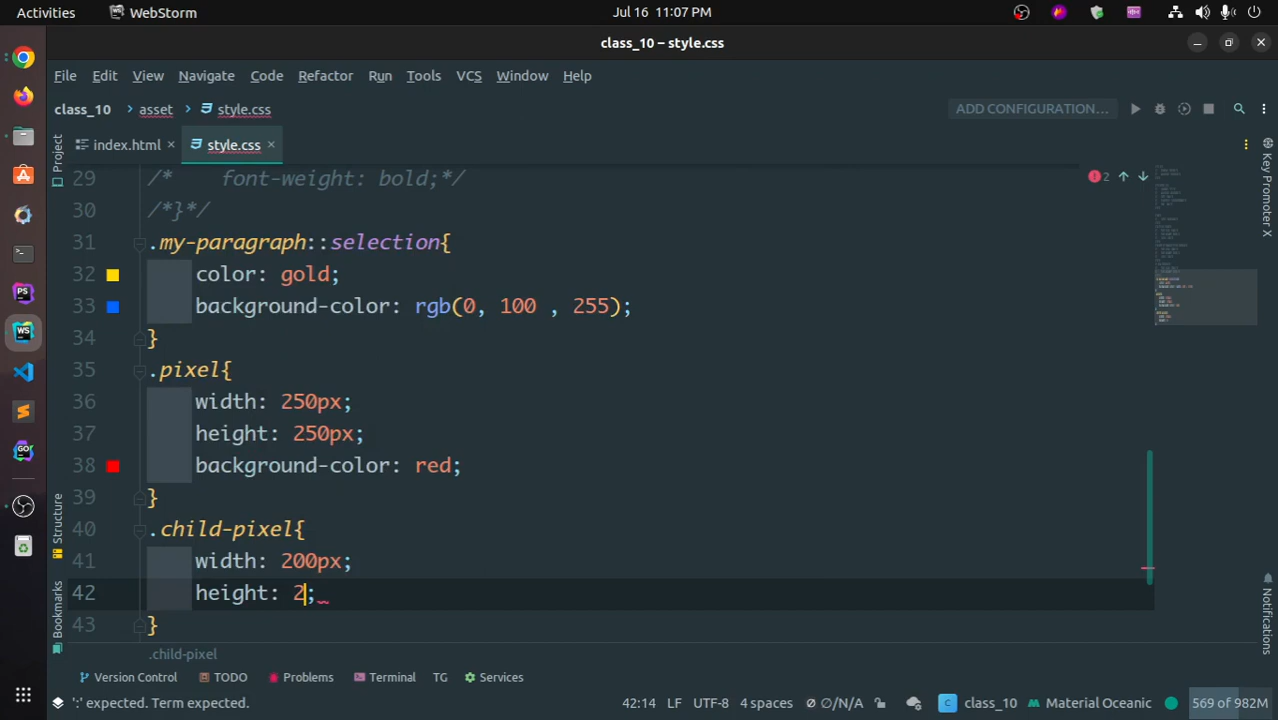 Activities WebStorm Jul 16 11:07 PM
class_10 – style.css
File Edit View Navigate Code Refactor Run Tools VCS Window Help
class_10 asset style.css ADD CONFIGURATION...
Project index.html style.css Key Promoter X
29 /* font-weight: bold;*/ 2
30 /*}*/
31 .my-paragraph::selection{
32 color: gold;
33 background-color: rgb(0, 100 , 255);
34 }
35 .pixel{
36 width: 250px;
37 height: 250px;
38 background-color: red;
39 }
40 .child-pixel{
41 width: 200px;
42 height: 2;
43 }
Structure
Bookmarks
Notifications
.child-pixel
Version Control TODO Problems Terminal TG Services
':' expected. Term expected. 42:14 LF UTF-8 4 spaces ∅/N/A class_10 Material Oceanic 569 of 982M